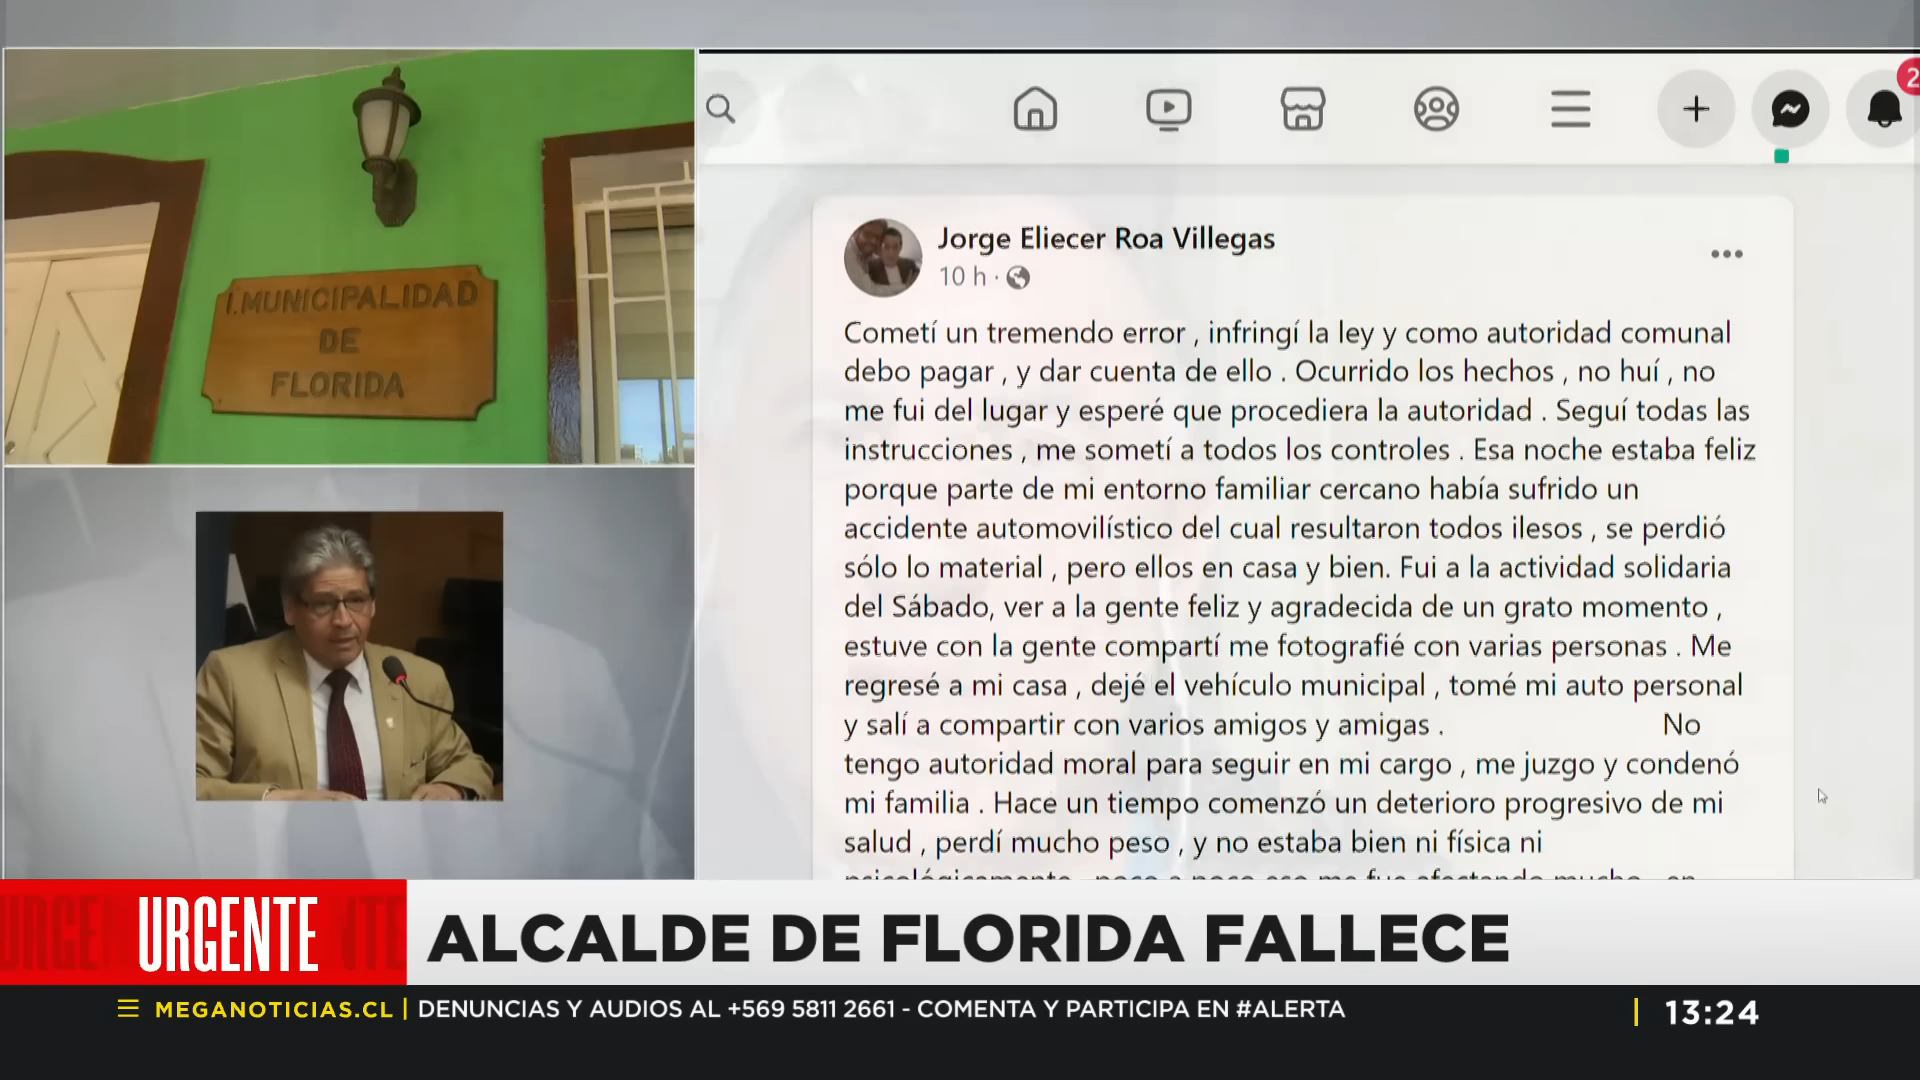 I. MUNICIPALIDAD
DE
FLORIDA
2
Jorge Eliecer Roa Villegas
10 h ·
Cometí un tremendo error , infringí la ley y como autoridad comunal
debo pagar , y dar cuenta de ello . Ocurrido los hechos , no huí , no
me fui del lugar y esperé que procediera la autoridad . Seguí todas las
instrucciones , me sometí a todos los controles . Esa noche estaba feliz
porque parte de mi entorno familiar cercano había sufrido un
accidente automovilístico del cual resultaron todos ilesos , se perdió
sólo lo material , pero ellos en casa y bien. Fui a la actividad solidaria
del Sábado, ver a la gente feliz y agradecida de un grato momento ,
estuve con la gente compartí me fotografié con varias personas . Me
regresé a mi casa , dejé el vehículo municipal , tomé mi auto personal
y salí a compartir con varios amigos y amigas . No
tengo autoridad moral para seguir en mi cargo , me juzgo y condenó
mi familia . Hace un tiempo comenzó un deterioro progresivo de mi
salud , perdí mucho peso , y no estaba bien ni física ni
psicológicamente , poco a poco eso me fue afectando mucho , en
URGENTE
ALCALDE DE FLORIDA FALLECE
MEGANOTICIAS.CL | DENUNCIAS Y AUDIOS AL +569 5811 2661 - COMENTA Y PARTICIPA EN #ALERTA
13:24